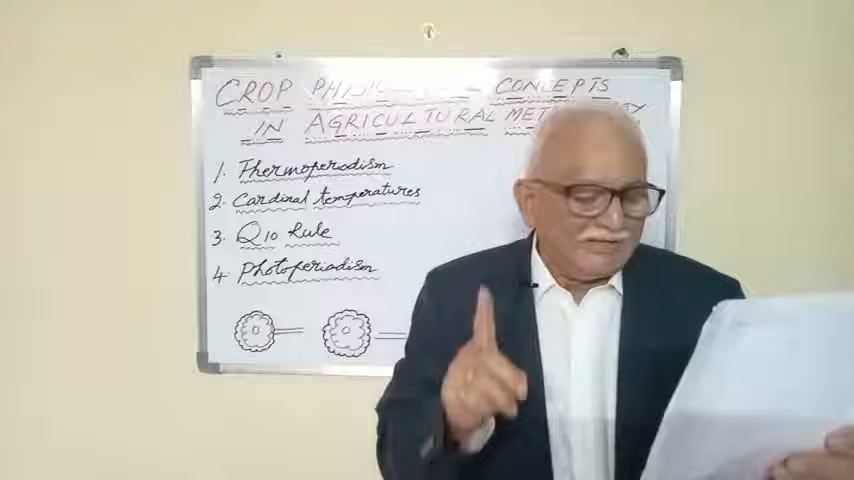 CROP CONCEPTS
IN AGRICULTURAL
1. Thermoperiodism
2. Cardinal temperatures
3. Q10 Rule
4. Photoperiodism